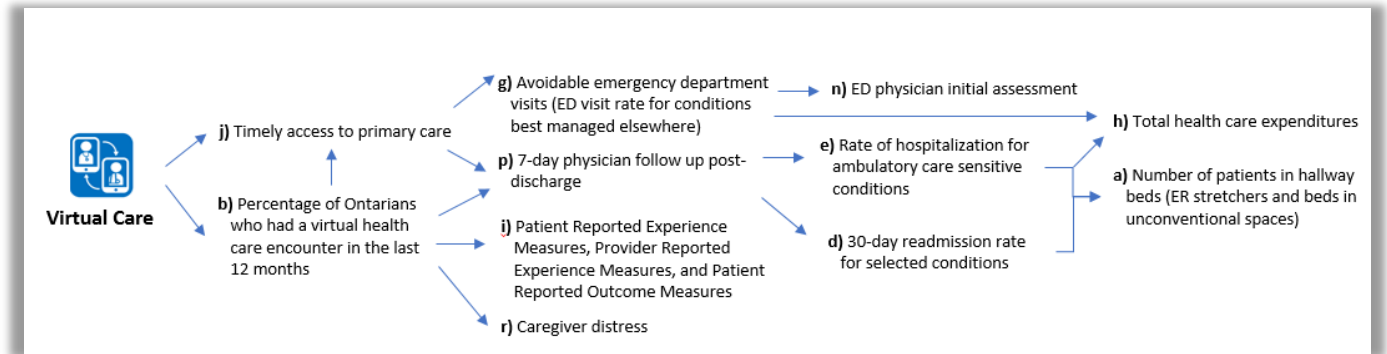 Virtual Care
j) Timely access to primary care
b) Percentage of Ontarians
who had a virtual health
care encounter in the last
12 months
g) Avoidable emergency department
visits (ED visit rate for conditions
best managed elsewhere)
p) 7-day physician follow up post-
discharge
i) Patient Reported Experience
Measures, Provider Reported
Experience Measures, and Patient
Reported Outcome Measures
r) Caregiver distress
n) ED physician initial assessment
e) Rate of hospitalization for
ambulatory care sensitive
conditions
d) 30-day readmission rate
for selected conditions
h) Total health care expenditures
a) Number of patients in hallway
beds (ER stretchers and beds in
unconventional spaces)